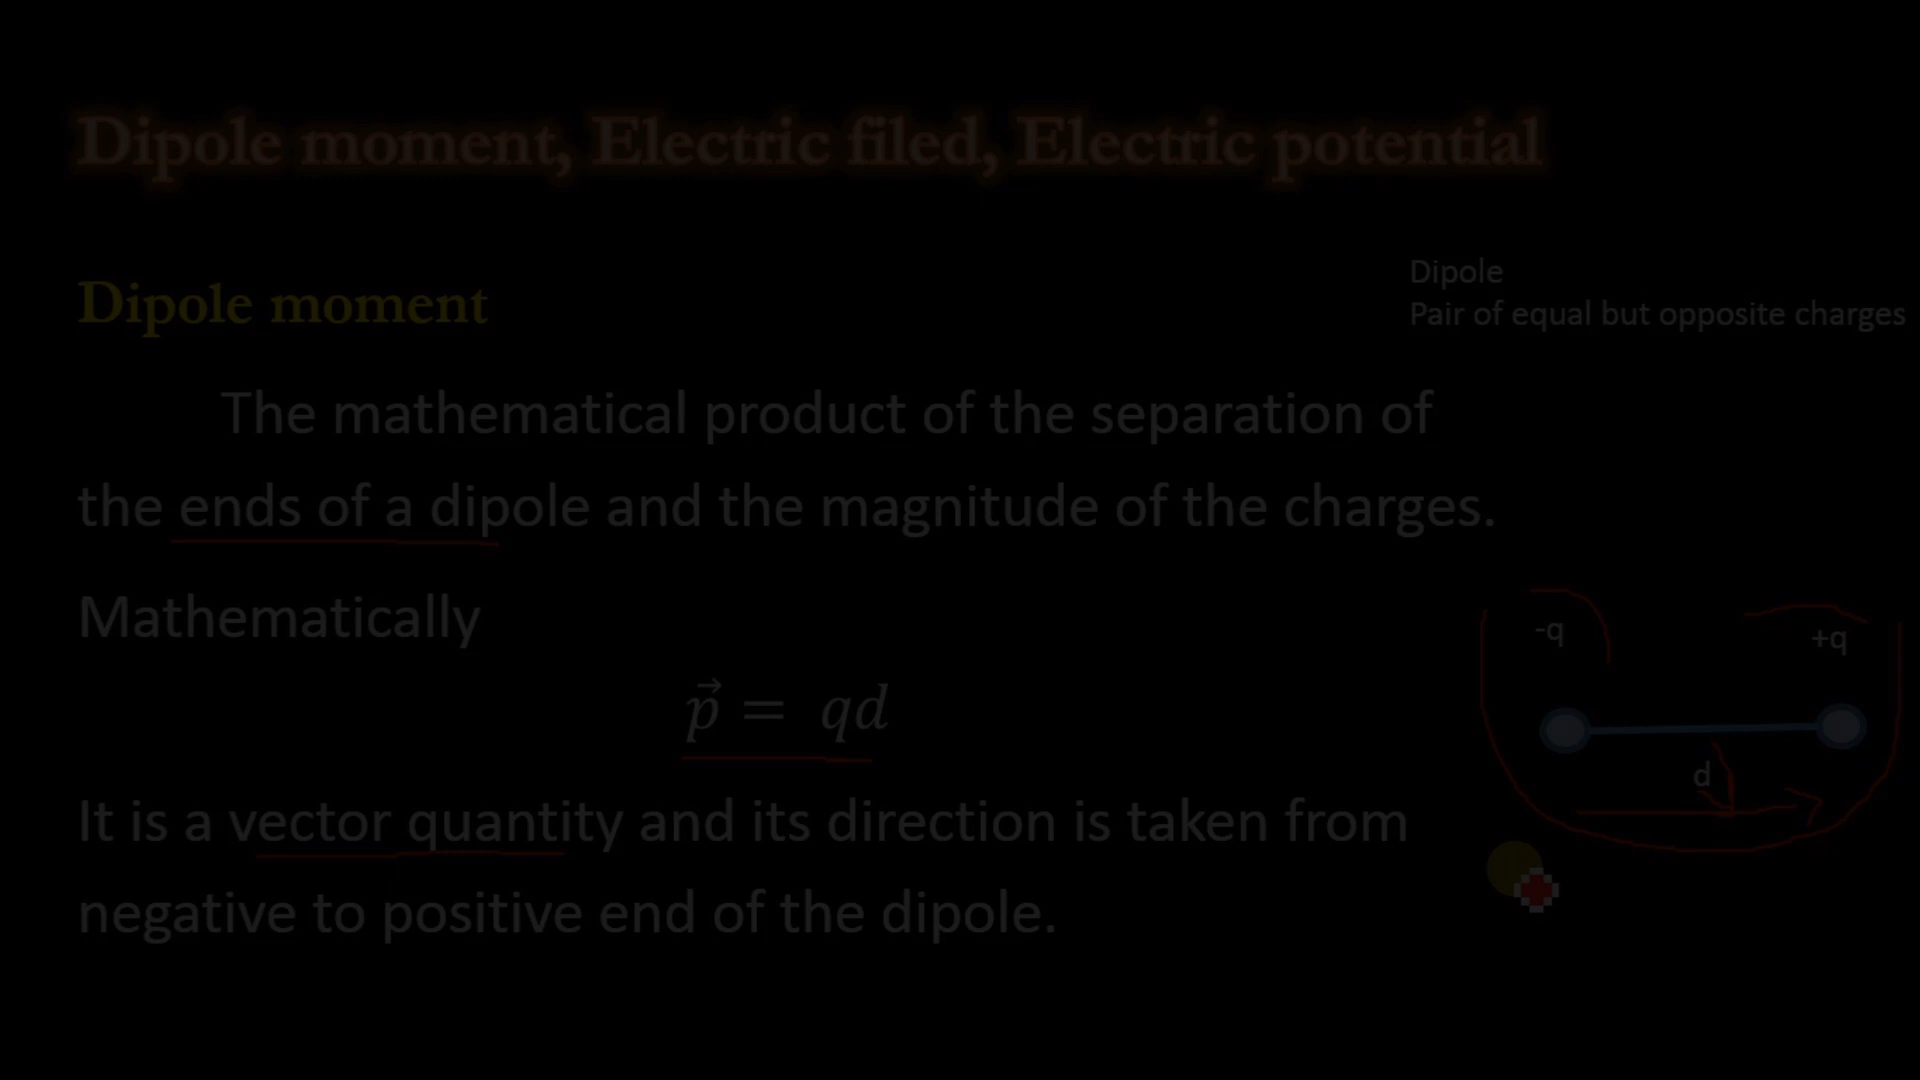 Dipole moment, Electric filed, Electric potential
Dipole moment
Dipole
Pair of equal but opposite charges
The mathematical product of the separation of
the ends of a dipole and the magnitude of the charges.
Mathematically
-q
+q
p⃗ = qd
d
It is a vector quantity and its direction is taken from
negative to positive end of the dipole.